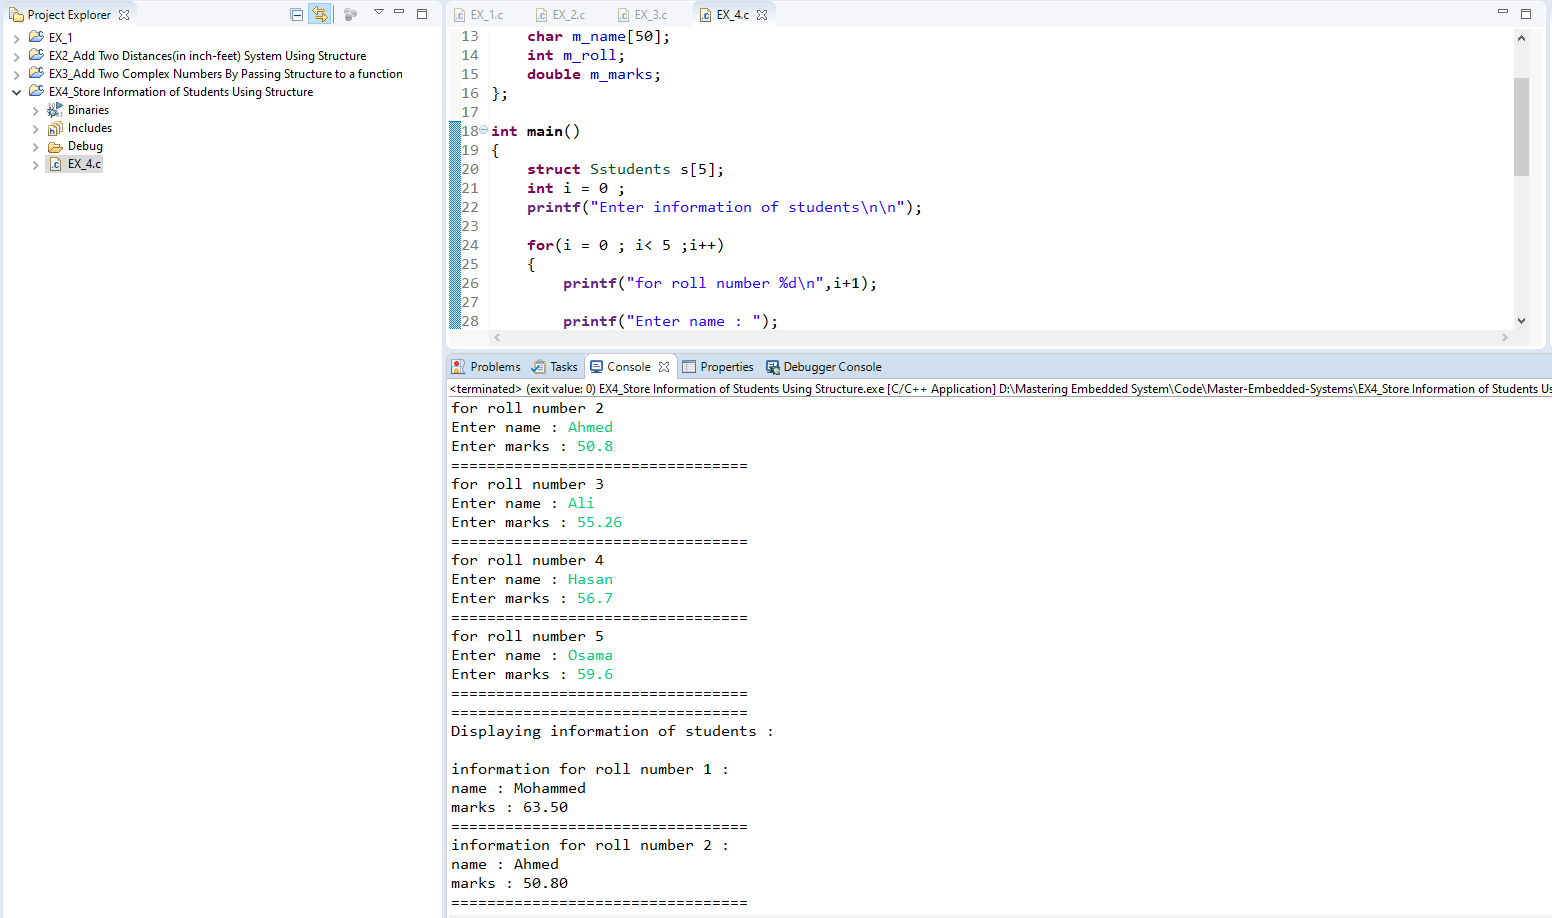 Project Explorer
EX_1
EX2_Add Two Distances(in inch-feet) System Using Structure
EX3_Add Two Complex Numbers By Passing Structure to a function
EX4_Store Information of Students Using Structure
Binaries
Includes
Debug
EX_4.c
EX_1.c EX_2.c EX_3.c EX_4.c
13 char m_name[50];
14 int m_roll;
15 double m_marks;
16 };
17
18 int main()
19 {
20 struct Sstudents s[5];
21 int i = 0 ;
22 printf("Enter information of students\n\n");
23
24 for(i = 0 ; i< 5 ;i++)
25 {
26 printf("for roll number %d\n",i+1);
27
28 printf("Enter name : ");
Problems Tasks Console Properties Debugger Console
<terminated> (exit value: 0) EX4_Store Information of Students Using Structure.exe [C/C++ Application] D:\Mastering Embedded System\Code\Master-Embedded-Systems\EX4_Store Information of Students Us
for roll number 2
Enter name : Ahmed
Enter marks : 50.8
=================================
for roll number 3
Enter name : Ali
Enter marks : 55.26
=================================
for roll number 4
Enter name : Hasan
Enter marks : 56.7
=================================
for roll number 5
Enter name : Osama
Enter marks : 59.6
=================================
=================================
Displaying information of students :
information for roll number 1 :
name : Mohammed
marks : 63.50
=================================
information for roll number 2 :
name : Ahmed
marks : 50.80
=================================